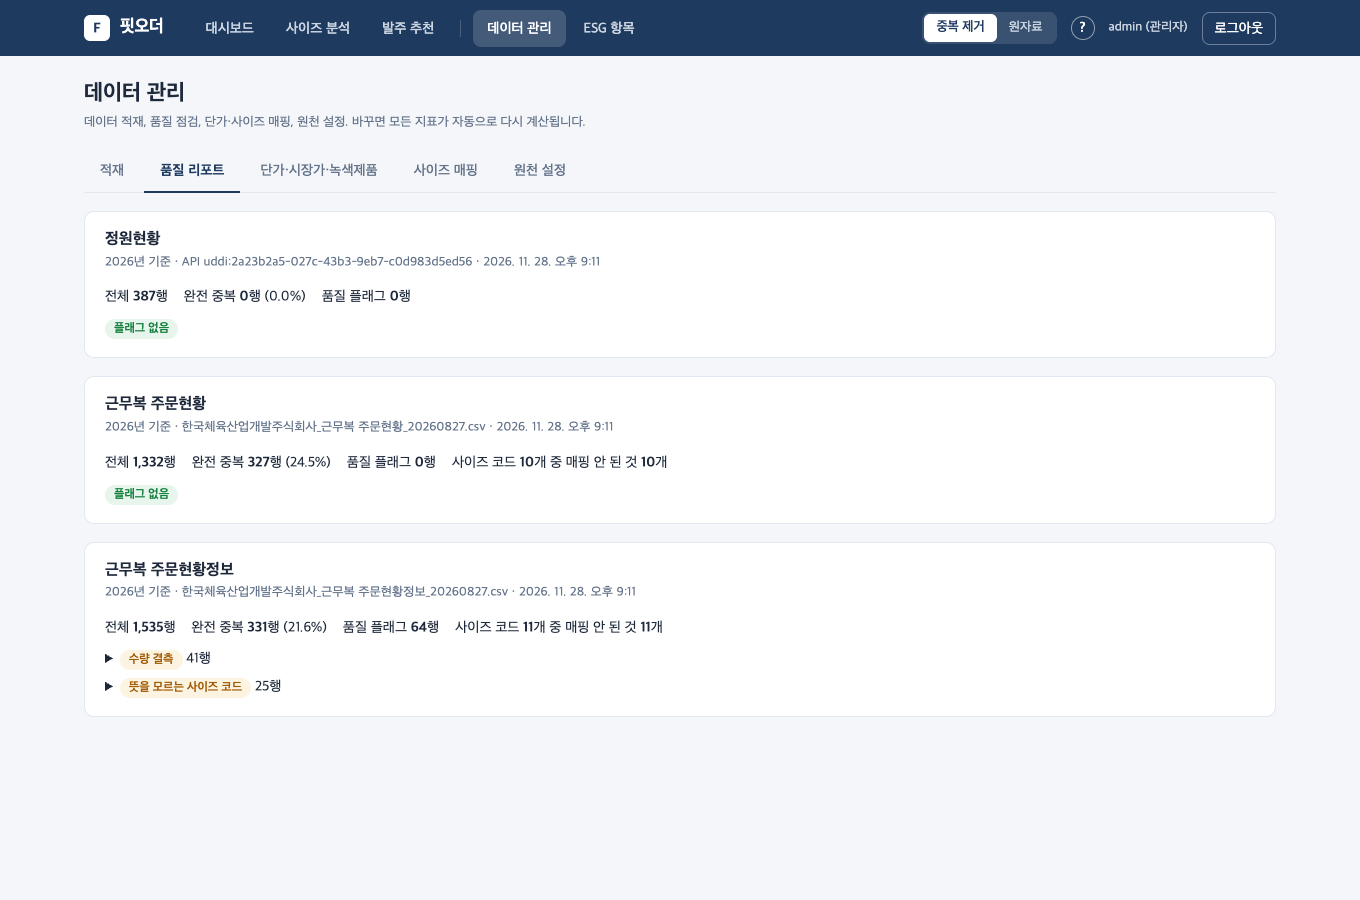 F 핏오더 대시보드 사이즈 분석 발주 추천 데이터 관리 ESG 항목 중복 제거 원자료 ? admin (관리자) 로그아웃
데이터 관리
데이터 적재, 품질 점검, 단가·사이즈 매핑, 원천 설정. 바꾸면 모든 지표가 자동으로 다시 계산됩니다.
적재 품질 리포트 단가·시장가·녹색제품 사이즈 매핑 원천 설정
정원현황
2026년 기준 · API uddi:2a23b2a5-027c-43b3-9eb7-c0d983d5ed56 · 2026. 11. 28. 오후 9:11
전체 387행 완전 중복 0행 (0.0%) 품질 플래그 0행
플래그 없음
근무복 주문현황
2026년 기준 · 한국체육산업개발주식회사_근무복 주문현황_20260827.csv · 2026. 11. 28. 오후 9:11
전체 1,332행 완전 중복 327행 (24.5%) 품질 플래그 0행 사이즈 코드 10개 중 매핑 안 된 것 10개
플래그 없음
근무복 주문현황정보
2026년 기준 · 한국체육산업개발주식회사_근무복 주문현황정보_20260827.csv · 2026. 11. 28. 오후 9:11
전체 1,535행 완전 중복 331행 (21.6%) 품질 플래그 64행 사이즈 코드 11개 중 매핑 안 된 것 11개
▶ 수량 결측 41행
▶ 뜻을 모르는 사이즈 코드 25행